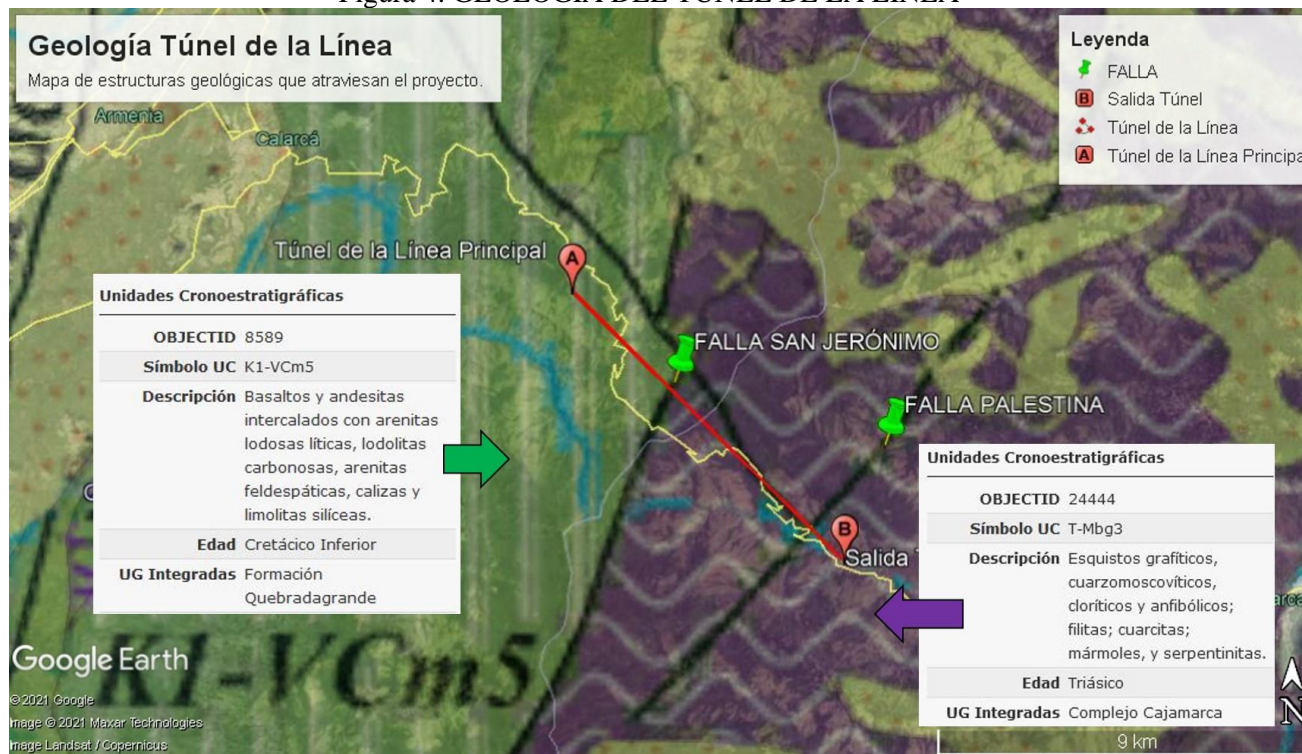 Geología Túnel de la Línea
Mapa de estructuras geológicas que atraviesan el proyecto.
Leyenda
FALLA
Salida Túnel
Túnel de la Línea
Túnel de la Línea Principa
Armenia
Calarcá
Túnel de la Línea Principal
A
FALLA SAN JERÓNIMO
FALLA PALESTINA
B
Salida
Unidades Cronoestratigráficas
OBJECTID 8589
Símbolo UC K1-VCm5
Descripción Basaltos y andesitas
intercalados con arenitas
lodosas líticas, lodolitas
carbonosas, arenitas
feldespáticas, calizas y
limolitas silíceas.
Edad Cretácico Inferior
UG Integradas Formación
Quebradagrande
Unidades Cronoestratigráficas
OBJECTID 24444
Símbolo UC T-Mbg3
Descripción Esquistos grafíticos,
cuarzomoscovíticos,
cloríticos y anfibólicos;
filitas; cuarcitas;
mármoles, y serpentinitas.
Edad Triásico
UG Integradas Complejo Cajamarca
K1-VCm5
Google Earth
© 2021 Google
Image © 2021 Maxar Technologies
Image Landsat / Copernicus
N
9 km